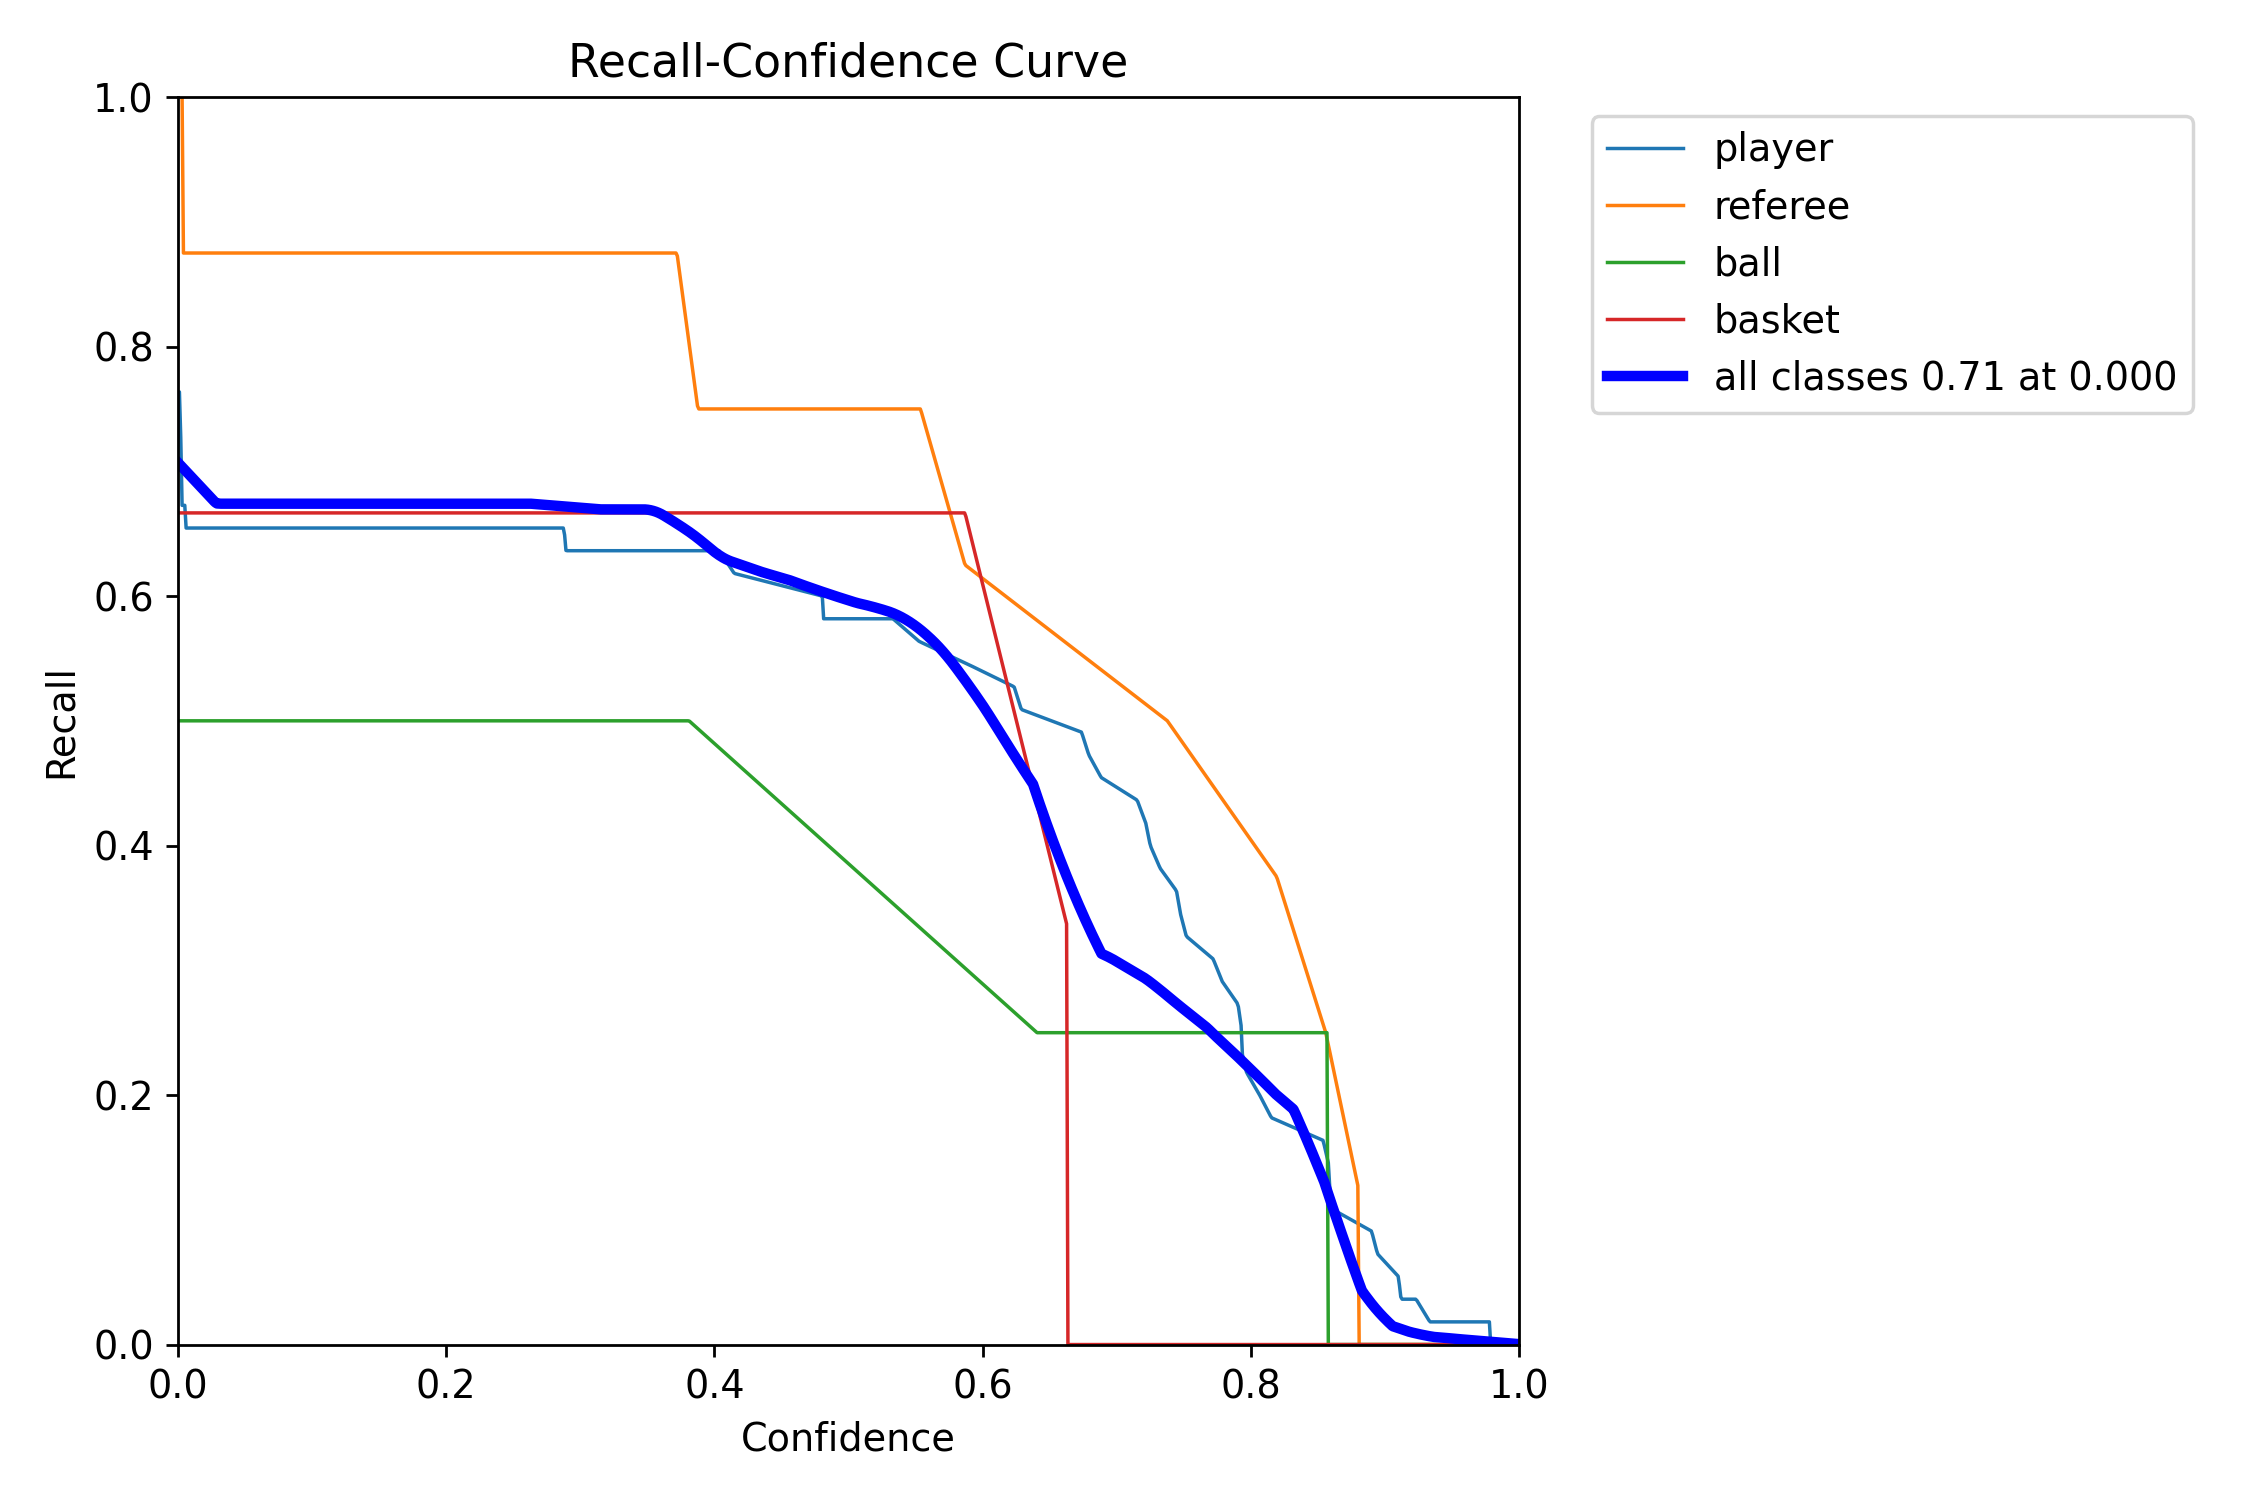 Recall-Confidence Curve
1.0
0.8
0.6
0.4
0.2
0.0
Recall
0.0 0.2 0.4 0.6 0.8 1.0
Confidence
player
referee
ball
basket
all classes 0.71 at 0.000